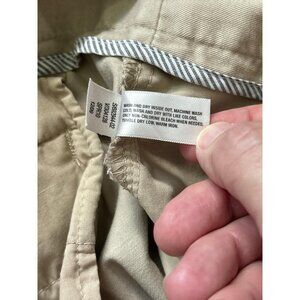 WASH AND DRY INSIDE OUT, MACHINE WASH
COLD, WASH AND DRY WITH LIKE COLORS,
ONLY NON-CHLORINE BLEACH WHEN NEEDED,
TUMBLE DRY LOW, WARM IRON.